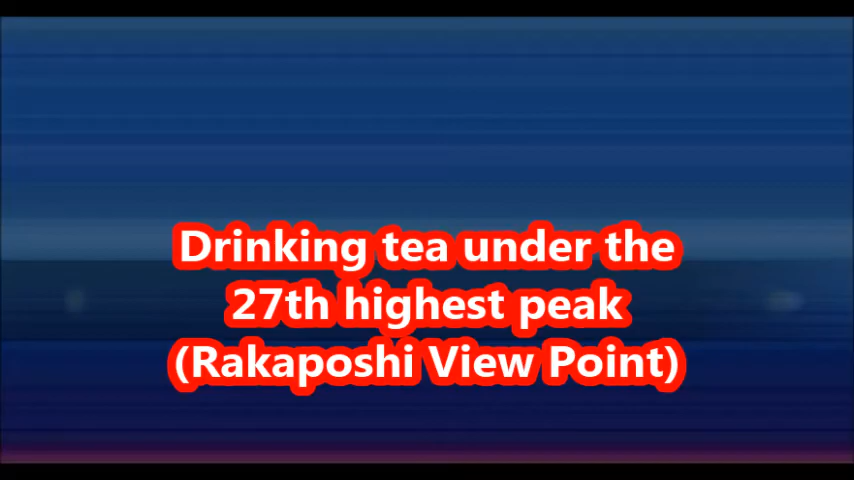 Drinking tea under the
27th highest peak
(Rakaposhi View Point)